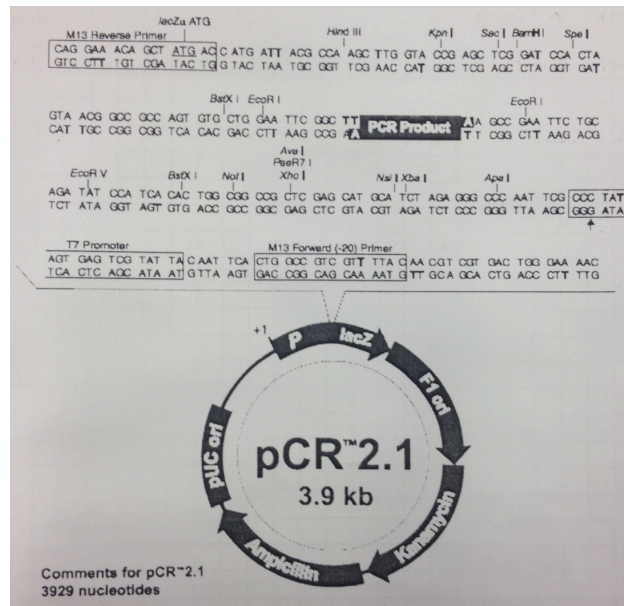 lacZα ATG
M13 Reverse Primer
Hind III Kpn I Sac I BamH I Spe I
CAG GAA ACA GCT ATG AC C ATG ATT ACG CCA AGC TTG GTA CCG AGC TCG GAT CCA CTA
GTC CTT TGT CGA TAC TG G TAC TAA TGC GGT TCG AAC CAT GGC TCG AGC CTA GGT GAT
BstX I EcoR I EcoR I
GTA ACG GCC GCC AGT GTG CTG GAA TTC GGC TT PCR Product A AG CCG AA TTC TGC
CAT TGC CGG CGG TCA CAC GAC CTT AAG CCG A A TT CGG CTT AAG ACG
Ava I
PaeR7 I
EcoR V BstX I Not I Xho I Nsi I Xba I Apa I
AGA TAT CCA TCA CAC TGG CGG CCG CTC GAG CAT GCA TCT AGA GGG CCC AAT TCG CCC TAT
TCT ATA GGT AGT GTG ACC GCC GGC GAG CTC GTA CGT AGA TCT CCC GGG TTA AGC GGG ATA
T7 Promoter M13 Forward (-20) Primer
AGT GAG TCG TAT TA C AAT TCA CTG GCC GTC GTT TTA C AA CGT CGT GAC TGG GAA AAC
TCA CTC AGC ATA AT G TTA AGT GAC CGG CAG CAA AAT G TT GCA GCA CTG ACC CTT TTG
+1
P lacZ
F1 ori
pUC ori
pCR™2.1
3.9 kb
Kanamycin
Ampicillin
Comments for pCR™2.1
3929 nucleotides